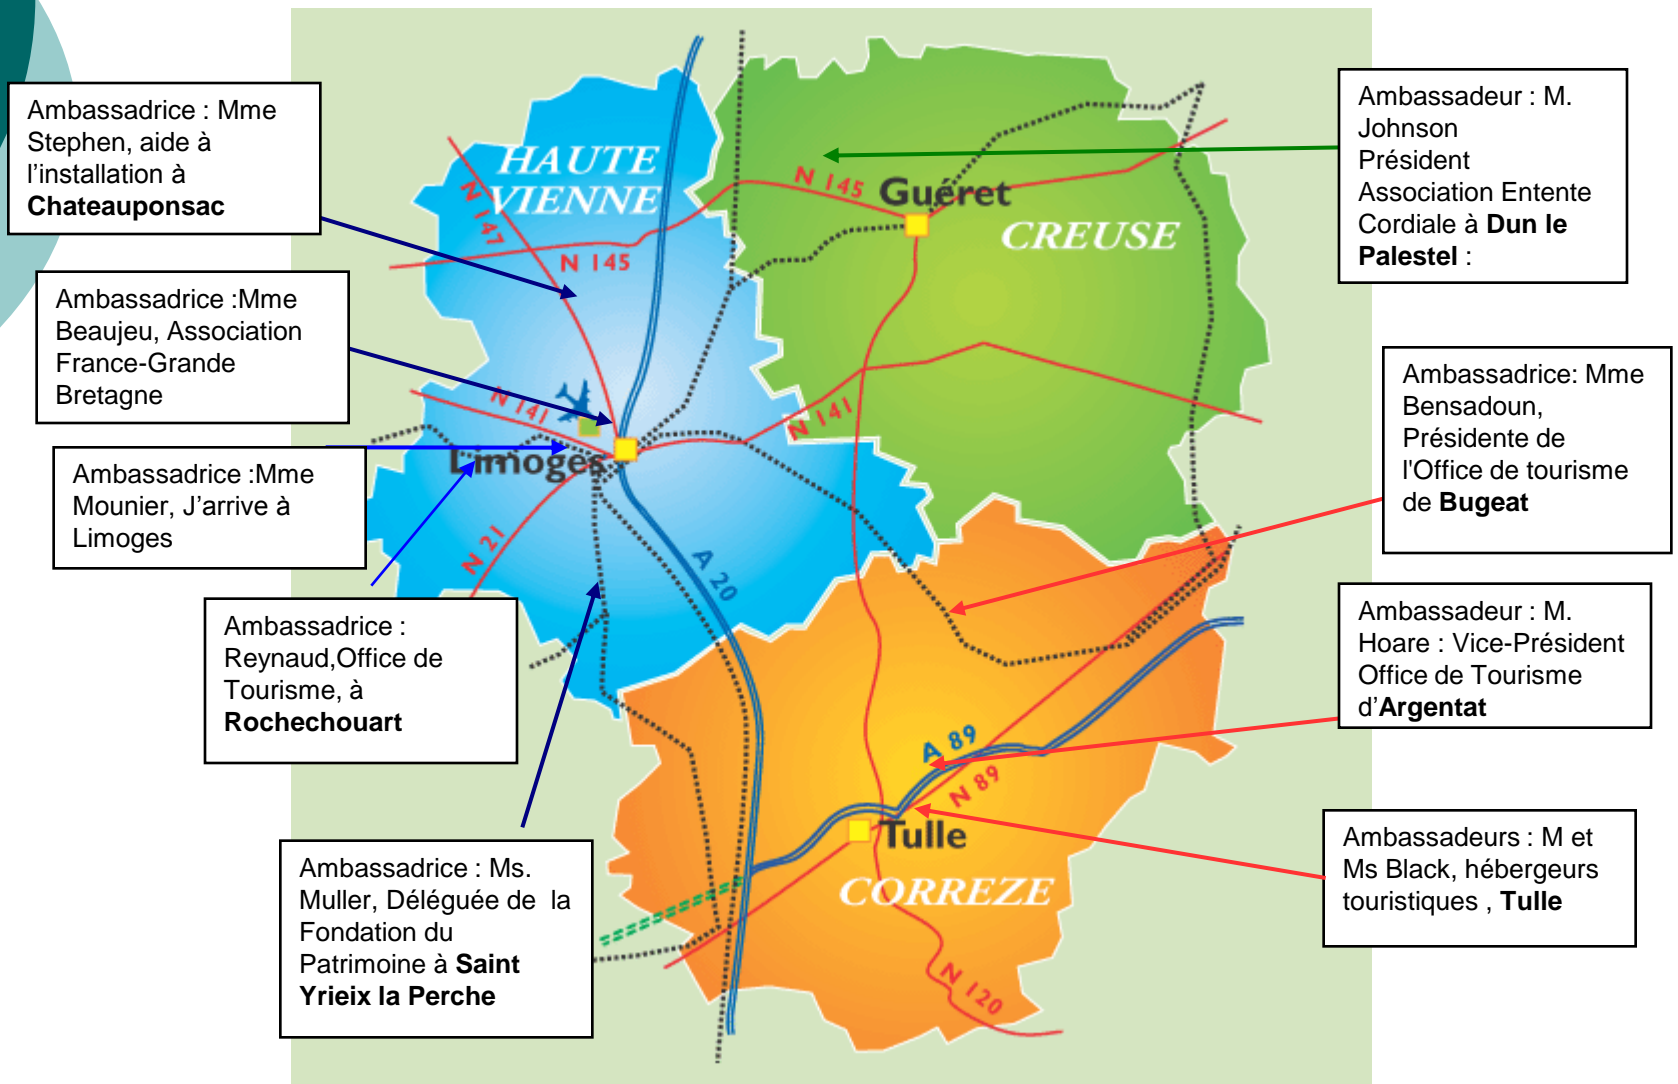 Ambassadrice : Mme
Stephen, aide à
l'installation à
Chateauponsac
Ambassadrice :Mme
Beaujeu, Association
France-Grande
Bretagne
Ambassadrice :Mme
Mounier, J'arrive à
Limoges
Ambassadrice :
Reynaud,Office de
Tourisme, à
Rochechouart
Ambassadrice : Ms.
Muller, Déléguée de  la
Fondation du
Patrimoine à Saint
Yrieix la Perche
HAUTE
VIENNE
N 147
N 145
N 145
Guéret
CREUSE
N 141
N 141
Limoges
N 21
A 20
A 89
N 89
Tulle
CORREZE
N 120
Ambassadeur : M.
Johnson
Président
Association Entente
Cordiale à Dun le
Palestel :
Ambassadrice: Mme
Bensadoun,
Présidente de
l'Office de tourisme
de Bugeat
Ambassadeur : M.
Hoare : Vice-Président
Office de Tourisme
d'Argentat
Ambassadeurs : M et
Ms Black, hébergeurs
touristiques , Tulle